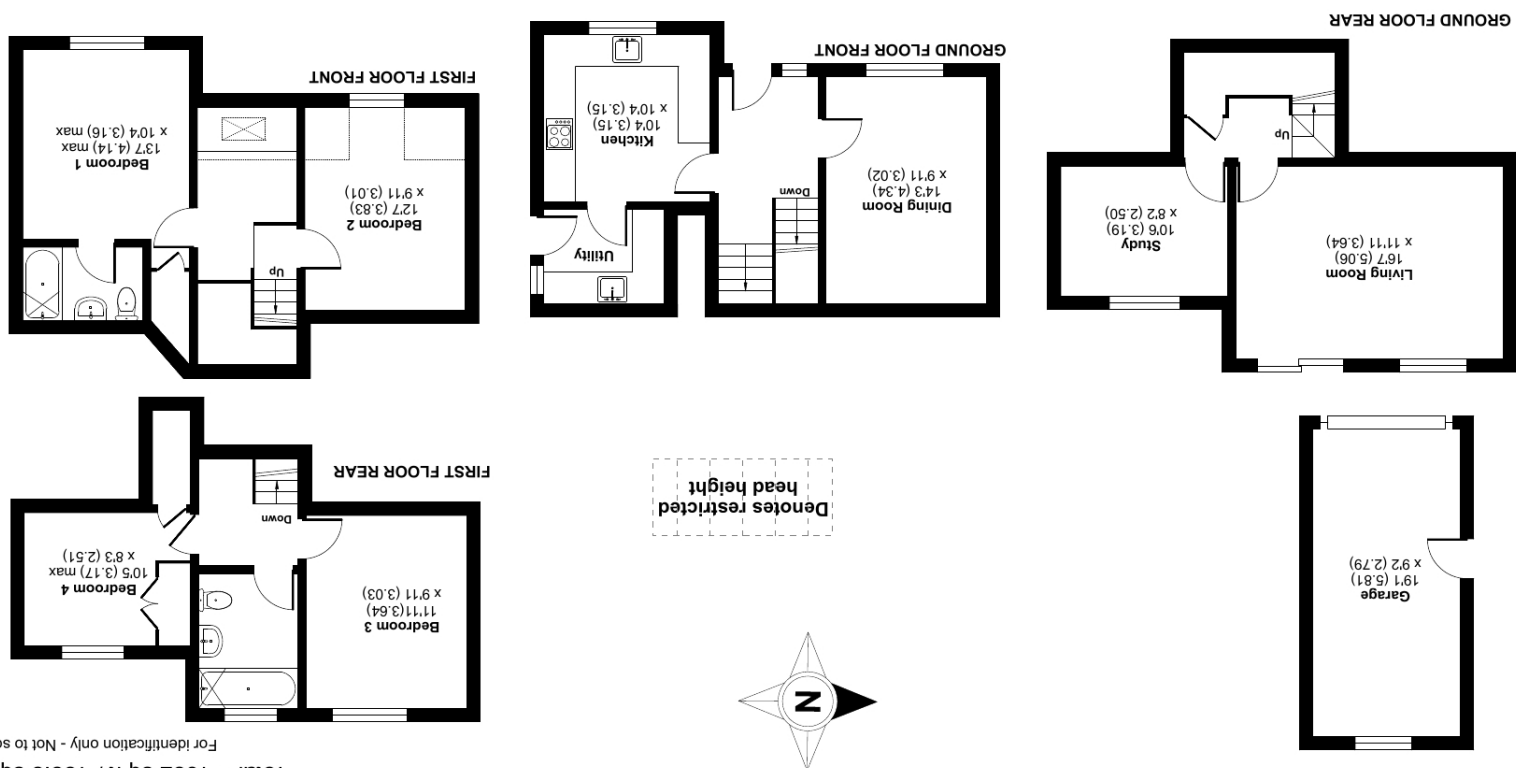 For identification only - Not to
Garage
19'1 (5.81)
x 9'2 (2.79)
N
Bedroom 3
11'11(3.64)
x 9'11 (3.03)
Bedroom 4
10'5 (3.17) max
x 8'3 (2.51)
Down
FIRST FLOOR REAR
Denotes restricted
head height
Living Room
16'7 (5.06)
x 11'11 (3.64)
Study
10'6 (3.19)
x 8'2 (2.50)
Up
GROUND FLOOR REAR
Dining Room
14'3 (4.34)
x 9'11 (3.02)
Down
Utility
Kitchen
10'4 (3.15)
x 10'4 (3.15)
GROUND FLOOR FRONT
Up
Bedroom 2
12'7 (3.83)
x 9'11 (3.01)
Bedroom 1
13'7 (4.14) max
x 10'4 (3.16) max
FIRST FLOOR FRONT